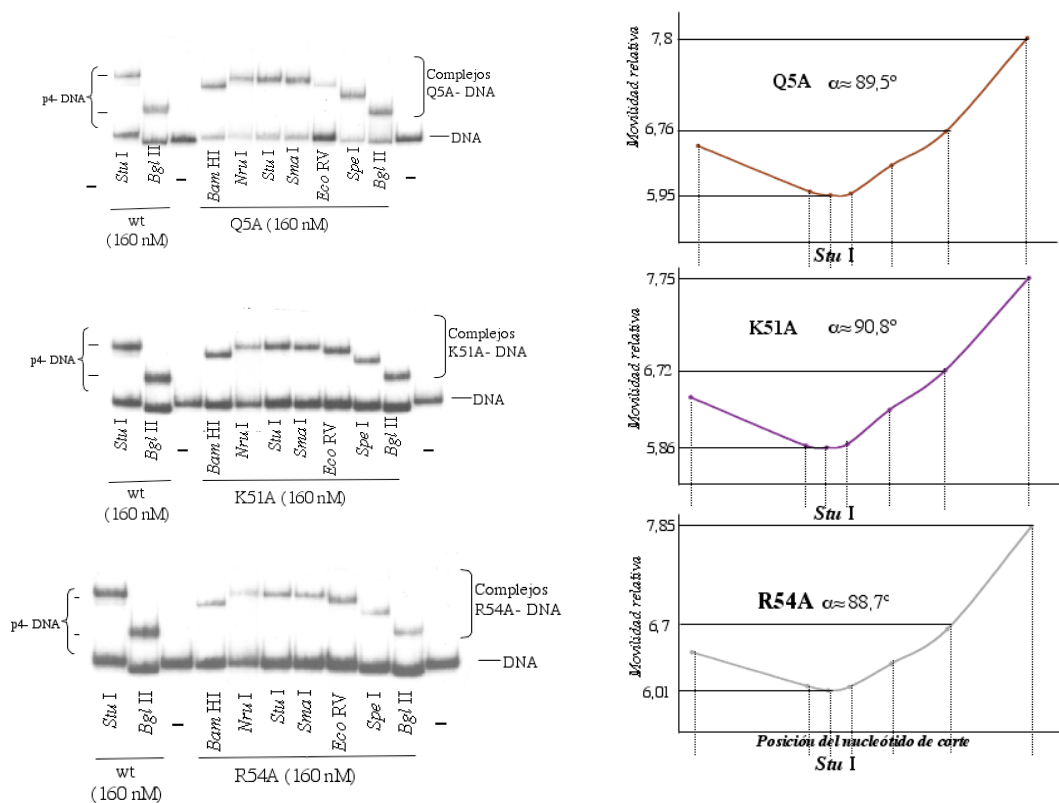 p4- DNA
Complejos
Q5A- DNA
DNA
–
Stu I
Bgl II
–
Bam HI
Nru I
Stu I
Sma I
Eco RV
Spe I
Bgl II
–
wt
(160 nM)
Q5A (160 nM)
Movilidad relativa
7,8
6,76
5,95
Q5A α≈ 89,5º
Stu I
p4- DNA
Complejos
K51A- DNA
DNA
Stu I
Bgl II
–
Bam HI
Nru I
Stu I
Sma I
Eco RV
Spe I
Bgl II
–
wt
(160 nM)
K51A (160 nM)
Movilidad relativa
7,75
6,72
5,86
K51A α≈ 90,8º
Stu I
p4- DNA
Complejos
R54A- DNA
DNA
Stu I
Bgl II
–
Bam HI
Nru I
Stu I
Sma I
Eco RV
Spe I
Bgl II
–
wt
(160 nM)
R54A (160 nM)
Movilidad relativa
7,85
6,7
6,01
R54A α≈ 88,7º
Posición del nucleótido de corte
Stu I